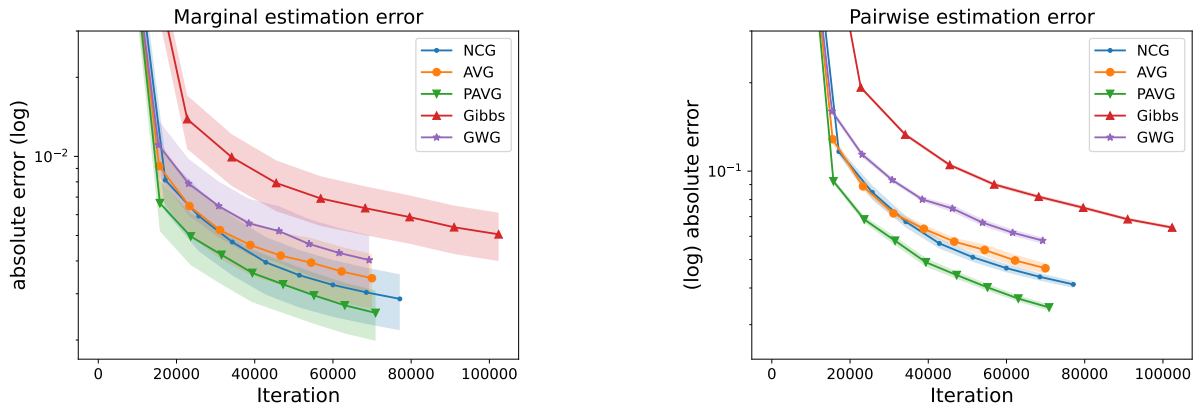 Marginal estimation error
absolute error (log)
10⁻²
NCG
AVG
PAVG
Gibbs
GWG
0 20000 40000 60000 80000 100000
Iteration
Pairwise estimation error
(log) absolute error
10⁻¹
NCG
AVG
PAVG
Gibbs
GWG
0 20000 40000 60000 80000 100000
Iteration